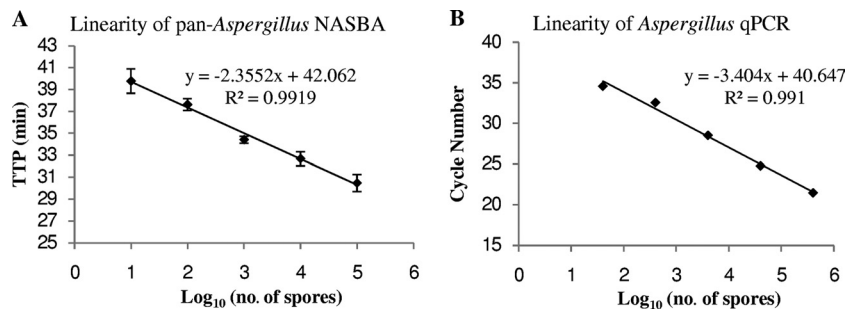 A
Linearity of pan-Aspergillus NASBA
43
41
39
37
35
33
31
29
27
25
TTP (min)
y = -2.3552x + 42.062
R² = 0.9919
0 1 2 3 4 5 6
Log₁₀ (no. of spores)
B
Linearity of Aspergillus qPCR
40
35
30
25
20
15
Cycle Number
y = -3.404x + 40.647
R² = 0.991
0 1 2 3 4 5 6
Log₁₀ (no. of spores)